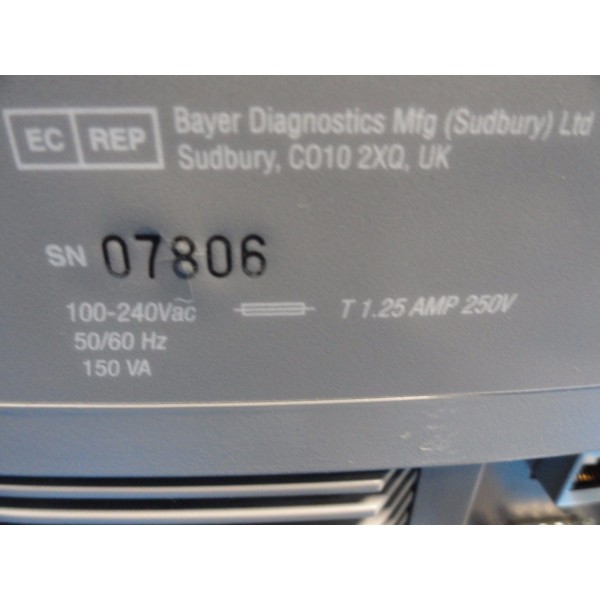 EC REP Bayer Diagnostics Mfg (Sudbury) Ltd
Sudbury, CO10 2XQ, UK
SN 07806
100-240Vac T 1.25 AMP 250V
50/60 Hz
150 VA